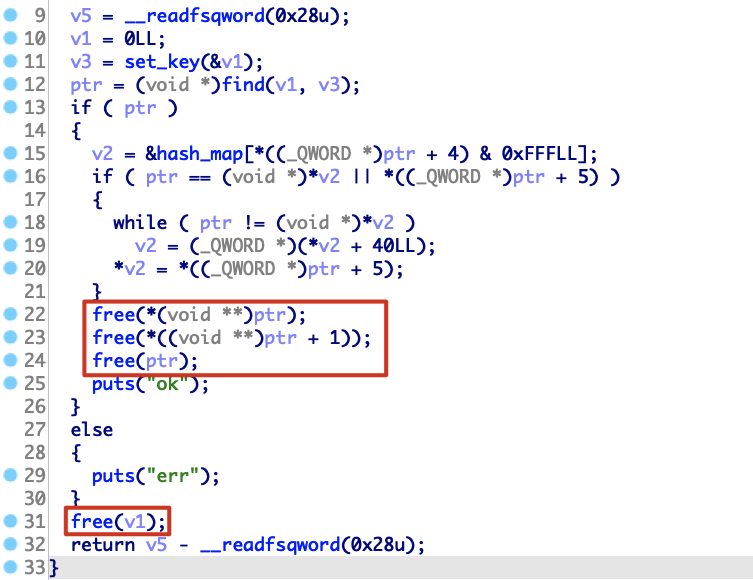 9 v5 = __readfsqword(0x28u);
10 v1 = 0LL;
11 v3 = set_key(&v1);
12 ptr = (void *)find(v1, v3);
13 if ( ptr )
14 {
15 v2 = &hash_map[*((_QWORD *)ptr + 4) & 0xFFFLL];
16 if ( ptr == (void *)*v2 || *((_QWORD *)ptr + 5) )
17 {
18 while ( ptr != (void *)*v2 )
19 v2 = (_QWORD *)(*v2 + 40LL);
20 *v2 = *((_QWORD *)ptr + 5);
21 }
22 free(*(void **)ptr);
23 free(*((void **)ptr + 1));
24 free(ptr);
25 puts("ok");
26 }
27 else
28 {
29 puts("err");
30 }
31 free(v1);
32 return v5 - __readfsqword(0x28u);
33 }